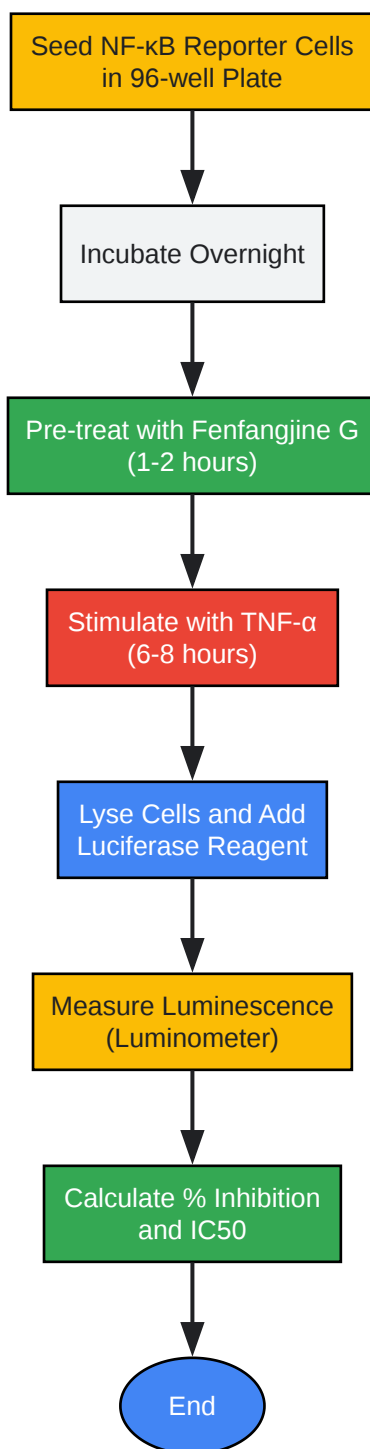 Seed NF-κB Reporter Cells
in 96-well Plate
Incubate Overnight
Pre-treat with Fenfangjine G
(1-2 hours)
Stimulate with TNF-α
(6-8 hours)
Lyse Cells and Add
Luciferase Reagent
Measure Luminescence
(Luminometer)
Calculate % Inhibition
and IC50
End